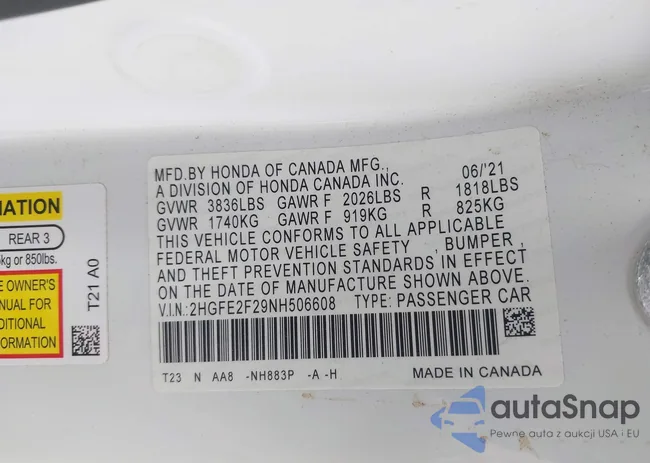 MFD.BY HONDA OF CANADA MFG., 06/'21
A DIVISION OF HONDA CANADA INC.
GVWR 3836LBS GAWR F 2026LBS R 1818LBS
GVWR 1740KG GAWR F 919KG R 825KG
THIS VEHICLE CONFORMS TO ALL APPLICABLE
FEDERAL MOTOR VEHICLE SAFETY , BUMPER,
AND THEFT PREVENTION STANDARDS IN EFFECT
ON THE DATE OF MANUFACTURE SHOWN ABOVE.
V.I.N.: 2HGFE2F29NH506608 TYPE: PASSENGER CAR
T23 N AA8 -NH883P -A -H MADE IN CANADA
MATION
REAR 3
kg or 850lbs.
E OWNER'S
MANUAL FOR
DITIONAL
FORMATION
T21 A0
autaSnap
Pewne auta z aukcji USA i EU